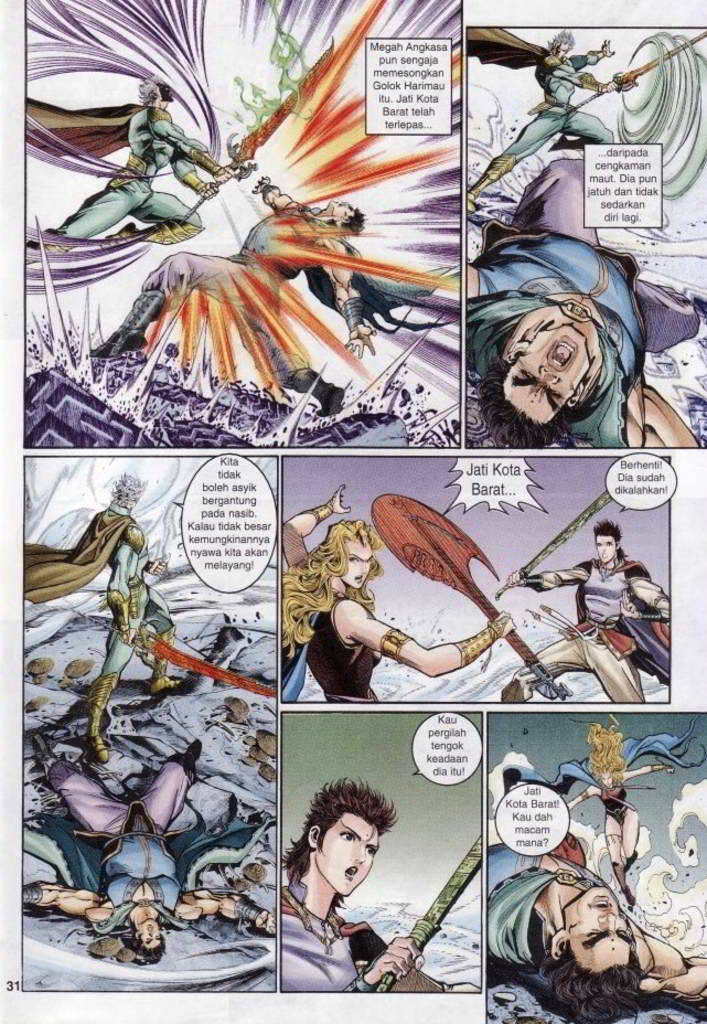 Megah Angkasa
pun sengaja
memesongkan
Golok Harimau
itu. Jati Kota
Barat telah
terlepas...
...daripada
cengkaman
maut. Dia pun
jatuh dan tidak
sedarkan
diri lagi.
Kita
tidak
boleh asyik
bergantung
pada nasib.
Kalau tidak besar
kemungkinannya
nyawa kita akan
melayang!
Jati Kota
Barat...
Berhenti!
Dia sudah
dikalahkan!
Kau
pergilah
tengok
keadaan
dia itu!
Jati
Kota Barat!
Kau dah
macam
mana?
31